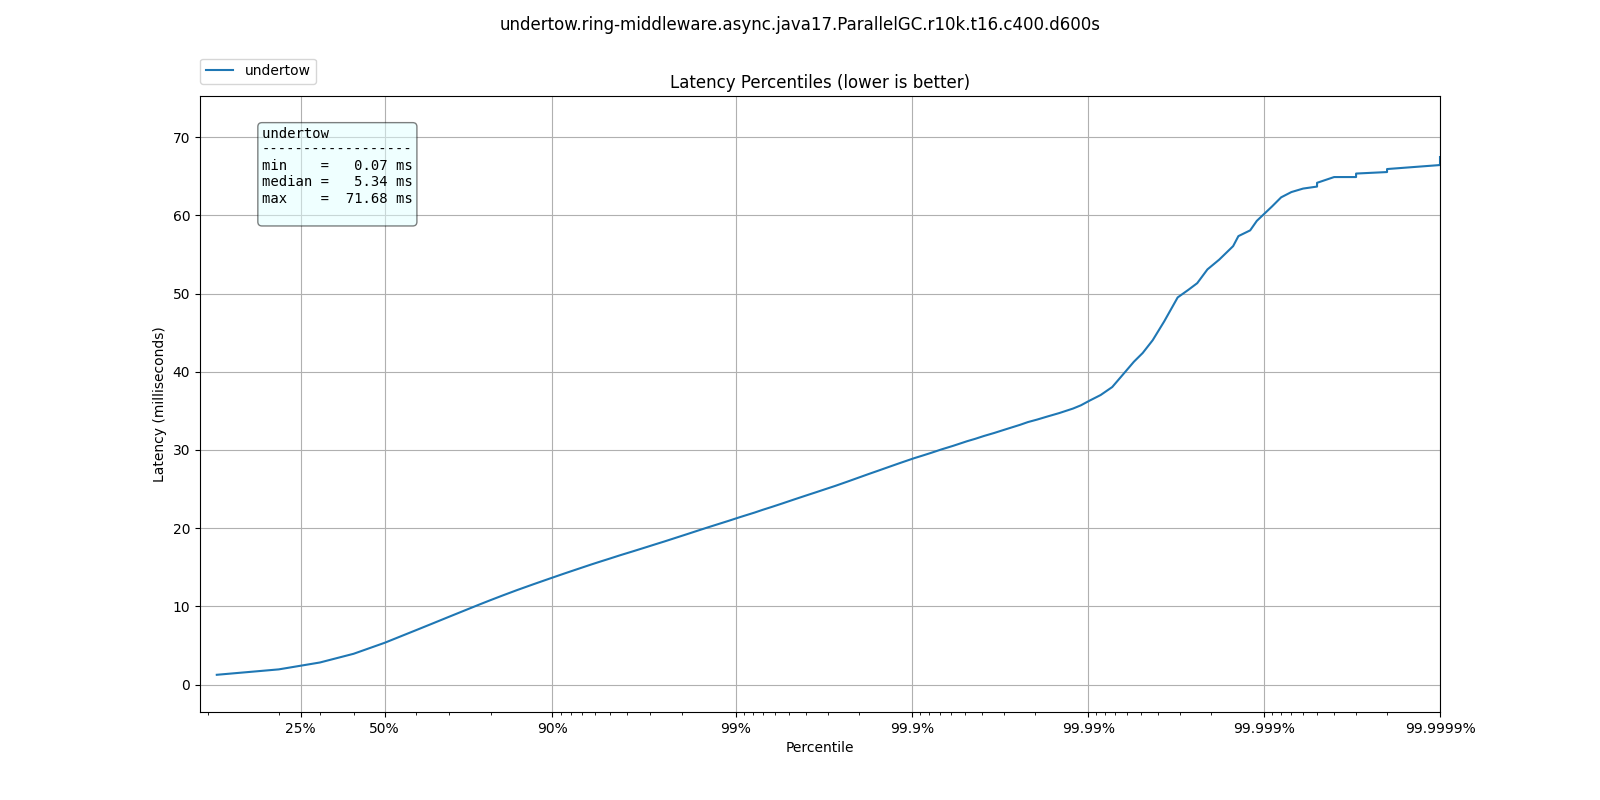 undertow.ring-middleware.async.java17.ParallelGC.r10k.t16.c400.d600s
undertow
Latency Percentiles (lower is better)
undertow
------------------
min    =   0.07 ms
median =   5.34 ms
max    =  71.68 ms
70
60
50
40
30
20
10
0
Latency (milliseconds)
25% 50% 90% 99% 99.9% 99.99% 99.999% 99.9999%
Percentile